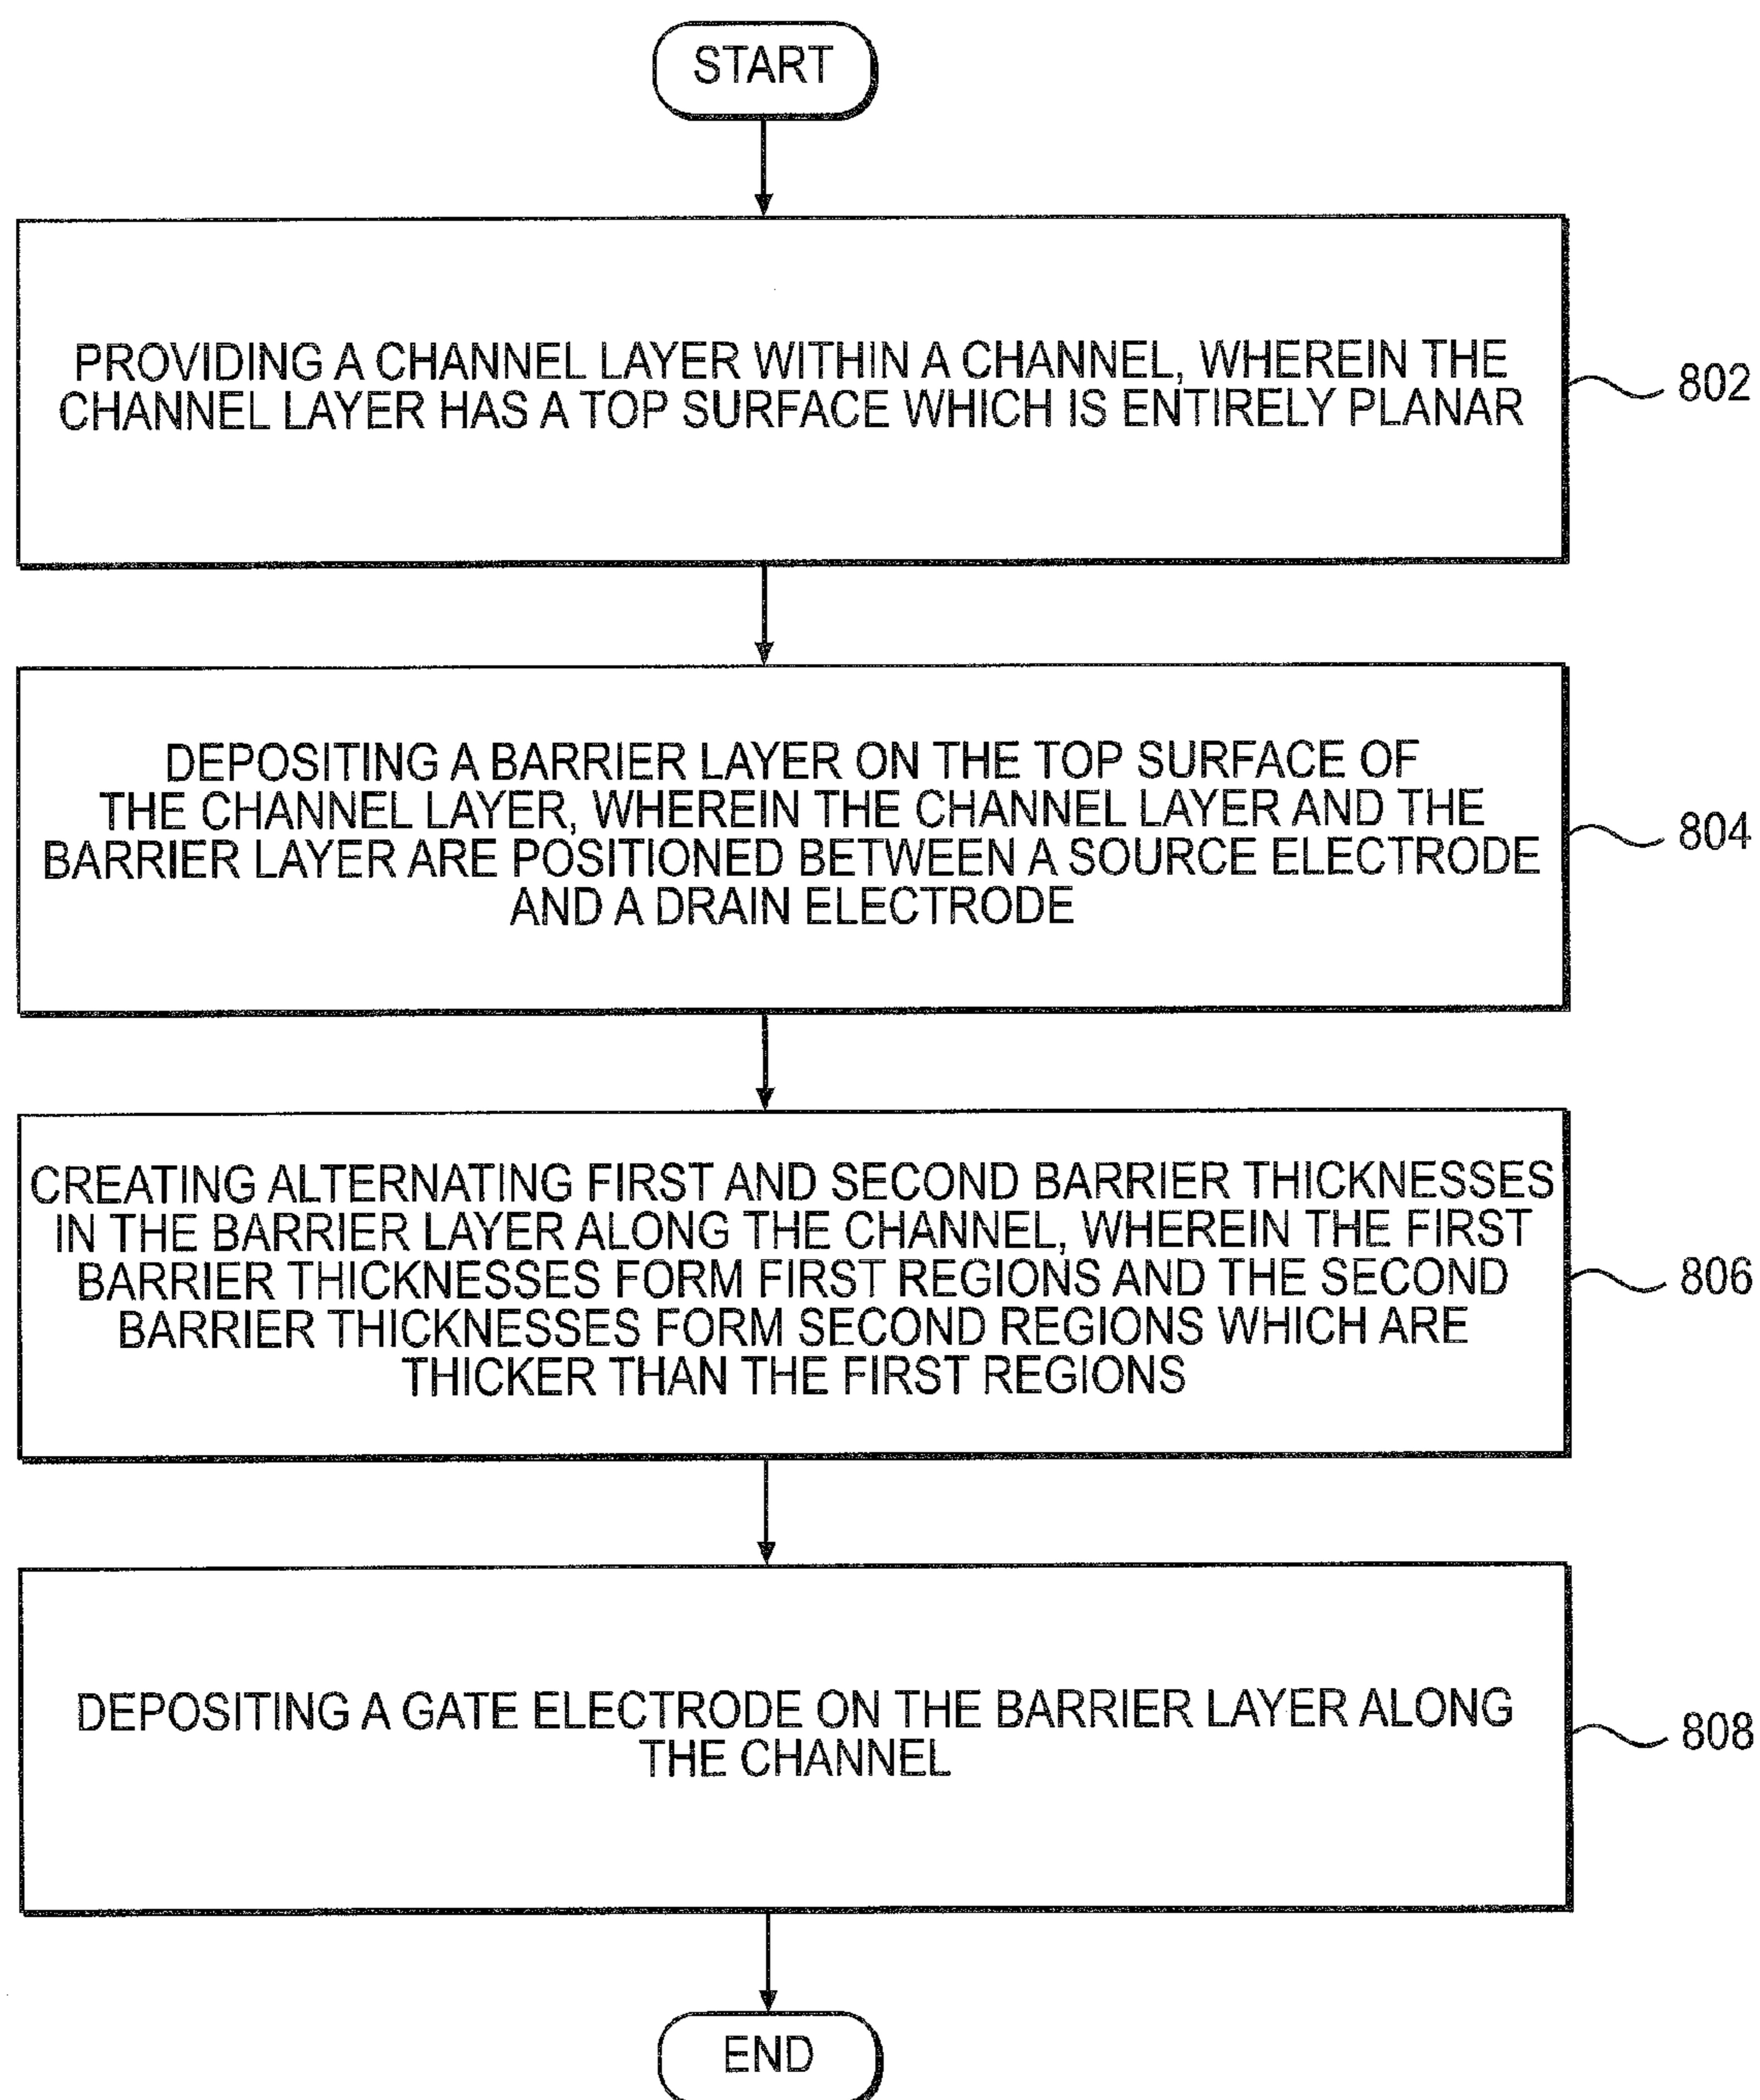 START
PROVIDING A CHANNEL LAYER WITHIN A CHANNEL, WHEREIN THE
CHANNEL LAYER HAS A TOP SURFACE WHICH IS ENTIRELY PLANAR
802
DEPOSITING A BARRIER LAYER ON THE TOP SURFACE OF
THE CHANNEL LAYER, WHEREIN THE CHANNEL LAYER AND THE
BARRIER LAYER ARE POSITIONED BETWEEN A SOURCE ELECTRODE
AND A DRAIN ELECTRODE
804
CREATING ALTERNATING FIRST AND SECOND BARRIER THICKNESSES
IN THE BARRIER LAYER ALONG THE CHANNEL, WHEREIN THE FIRST
BARRIER THICKNESSES FORM FIRST REGIONS AND THE SECOND
BARRIER THICKNESSES FORM SECOND REGIONS WHICH ARE
THICKER THAN THE FIRST REGIONS
806
DEPOSITING A GATE ELECTRODE ON THE BARRIER LAYER ALONG
THE CHANNEL
808
END